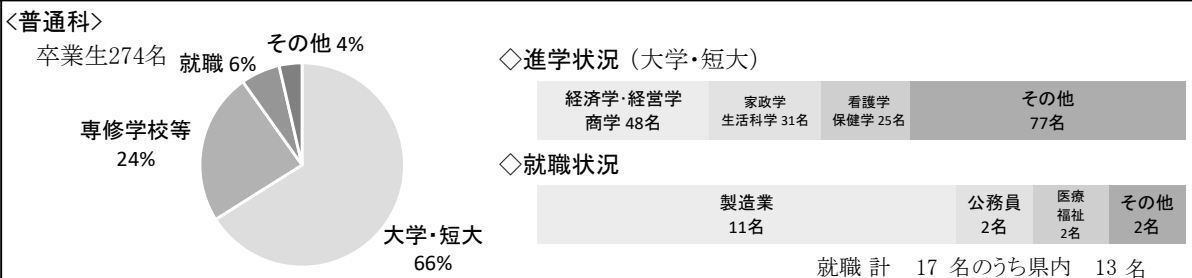 <普通科>
卒業生274名
その他 4%
就職 6%
専修学校等
24%
大学・短大
66%
◇進学状況（大学・短大）
経済学・経営学
商学 48名
家政学
生活科学 31名
看護学
保健学 25名
その他
77名
◇就職状況
製造業
11名
公務員
2名
医療
福祉
2名
その他
2名
就職 計 17 名のうち県内 13 名